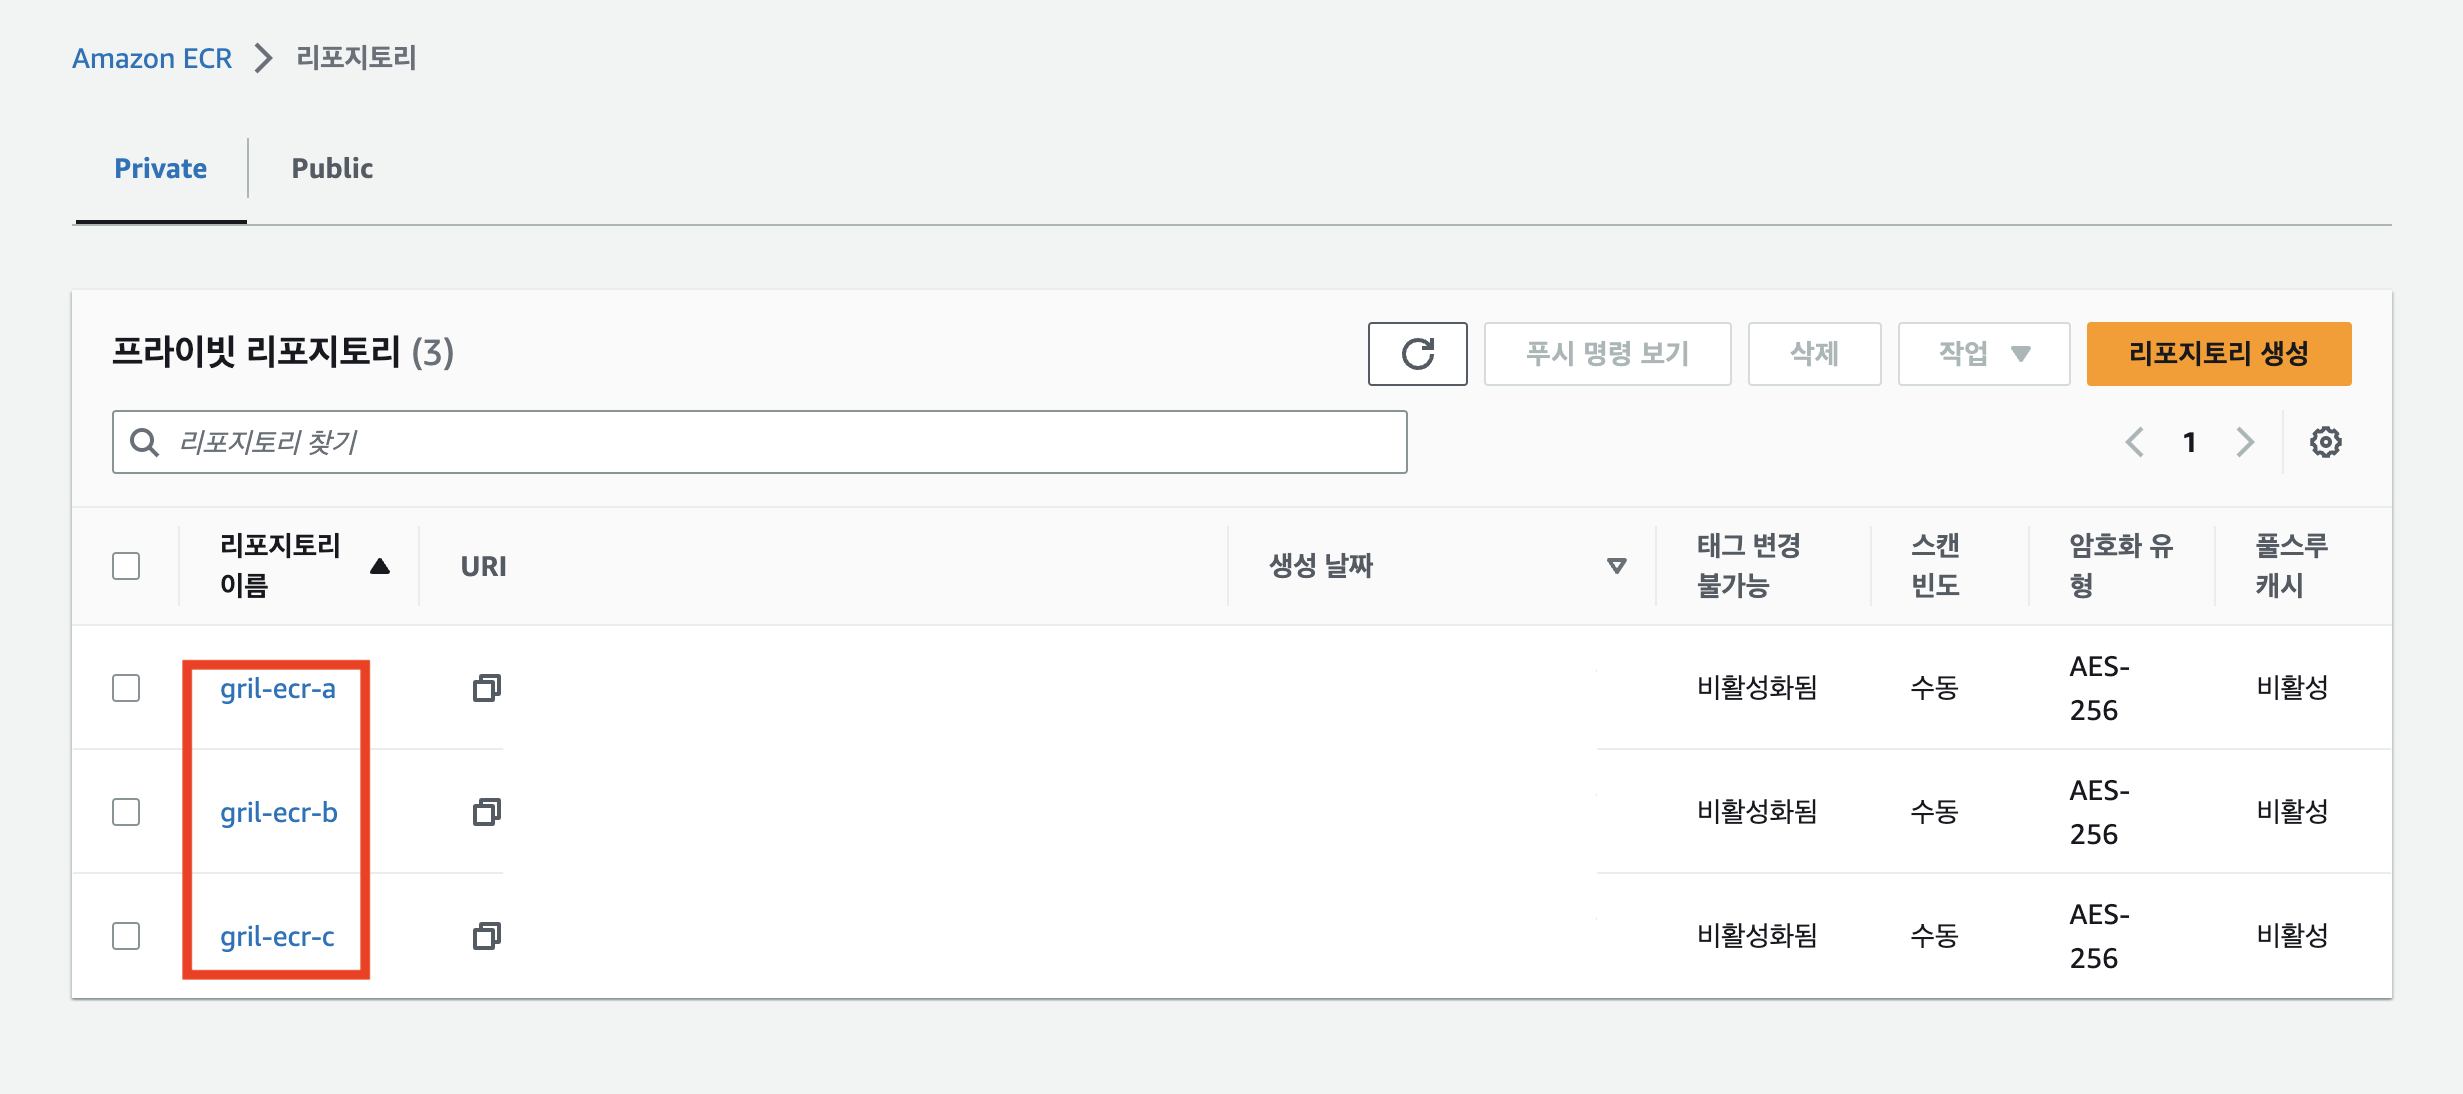 Amazon ECR 리포지토리
Private Public
프라이빗 리포지토리 (3)
푸시 명령 보기 삭제 작업 리포지토리 생성
리포지토리 찾기
1
리포지토리 이름 URI 생성 날짜 태그 변경 불가능 스캔 빈도 암호화 유형 풀스루 캐시
gril-ecr-a 비활성화됨 수동 AES-256 비활성
gril-ecr-b 비활성화됨 수동 AES-256 비활성
gril-ecr-c 비활성화됨 수동 AES-256 비활성